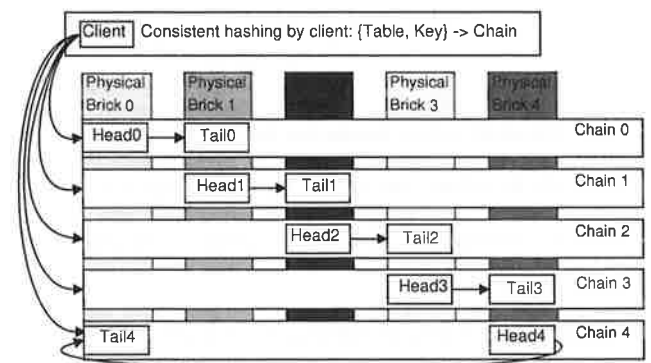 Client Consistent hashing by client: {Table, Key} -> Chain
Physical Brick 0
Physical Brick 1
Physical Brick 3
Physical Brick 4
Head0 Tail0 Chain 0
Head1 Tail1 Chain 1
Head2 Tail2 Chain 2
Head3 Tail3 Chain 3
Tail4 Head4 Chain 4